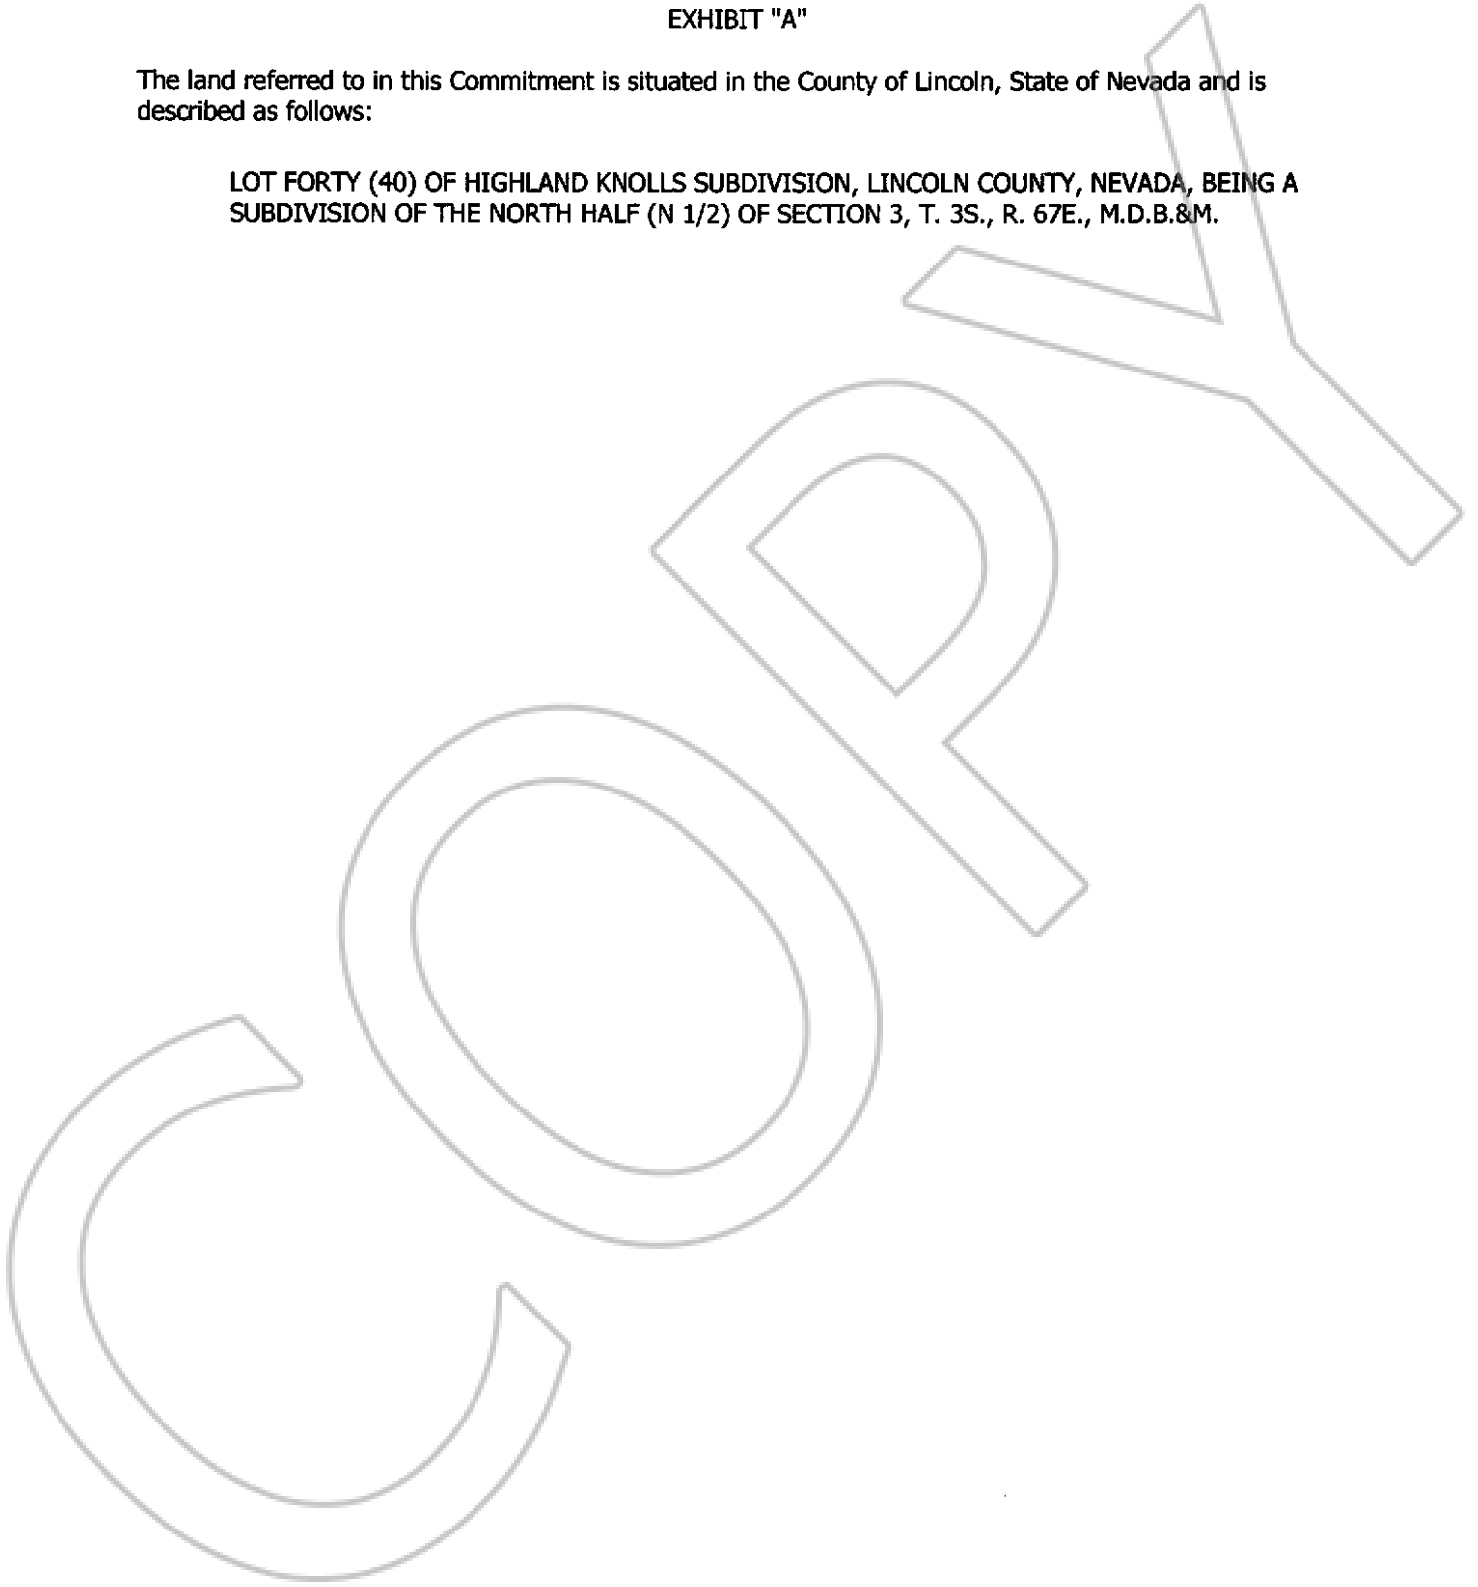 EXHIBIT "A"
The land referred to in this Commitment is situated in the County of Lincoln, State of Nevada and is
described as follows:
LOT FORTY (40) OF HIGHLAND KNOLLS SUBDIVISION, LINCOLN COUNTY, NEVADA, BEING A
SUBDIVISION OF THE NORTH HALF (N 1/2) OF SECTION 3, T. 3S., R. 67E., M.D.B.&M.
COPY